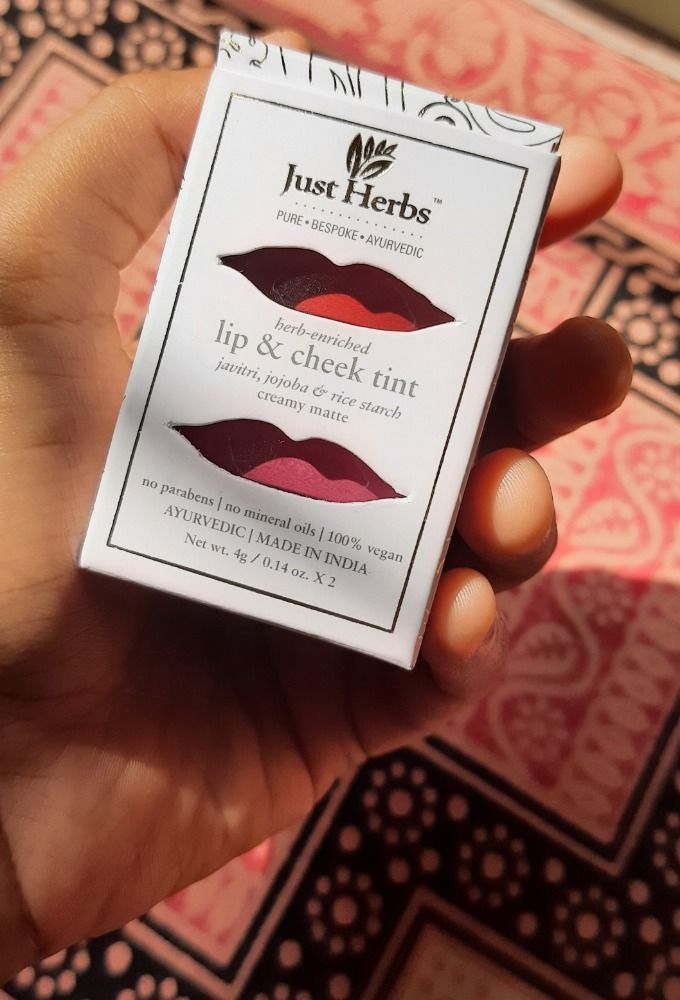 Just Herbs™
PURE • BESPOKE • AYURVEDIC
herb-enriched
lip & cheek tint
javitri, jojoba & rice starch
creamy matte
no parabens | no mineral oils | 100% vegan
AYURVEDIC | MADE IN INDIA
Net wt. 4g / 0.14 oz. X 2